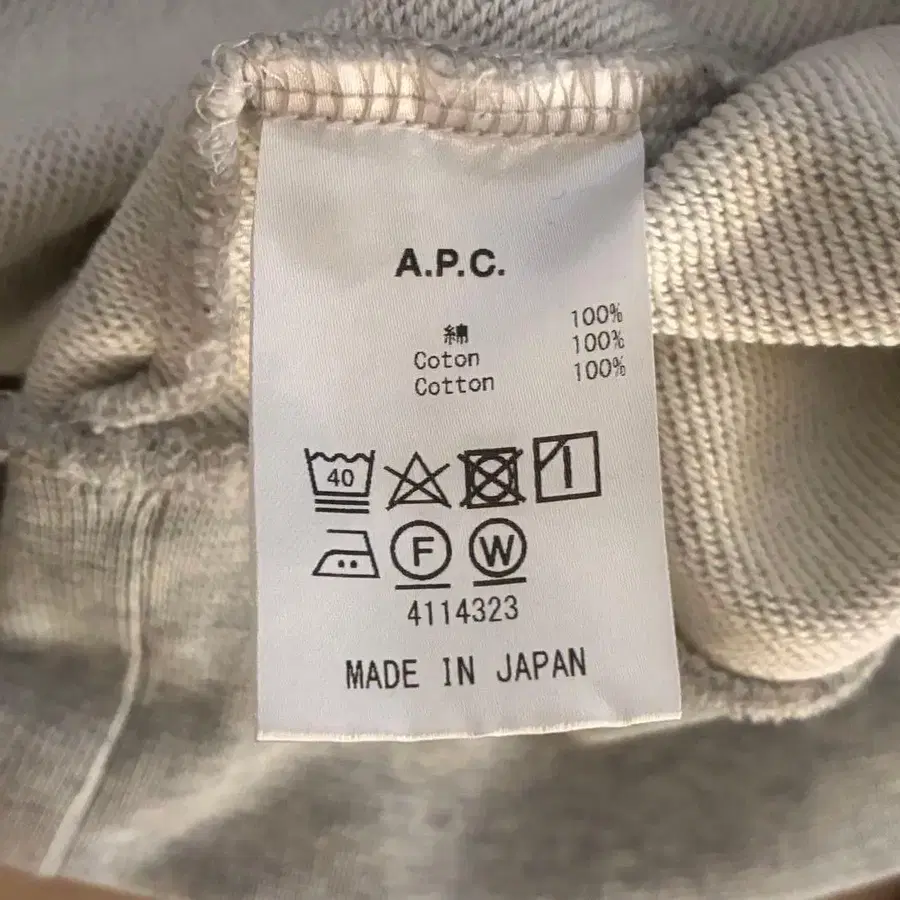 A.P.C.
綿 100%
Coton 100%
Cotton 100%
40
F W
4114323
MADE IN JAPAN